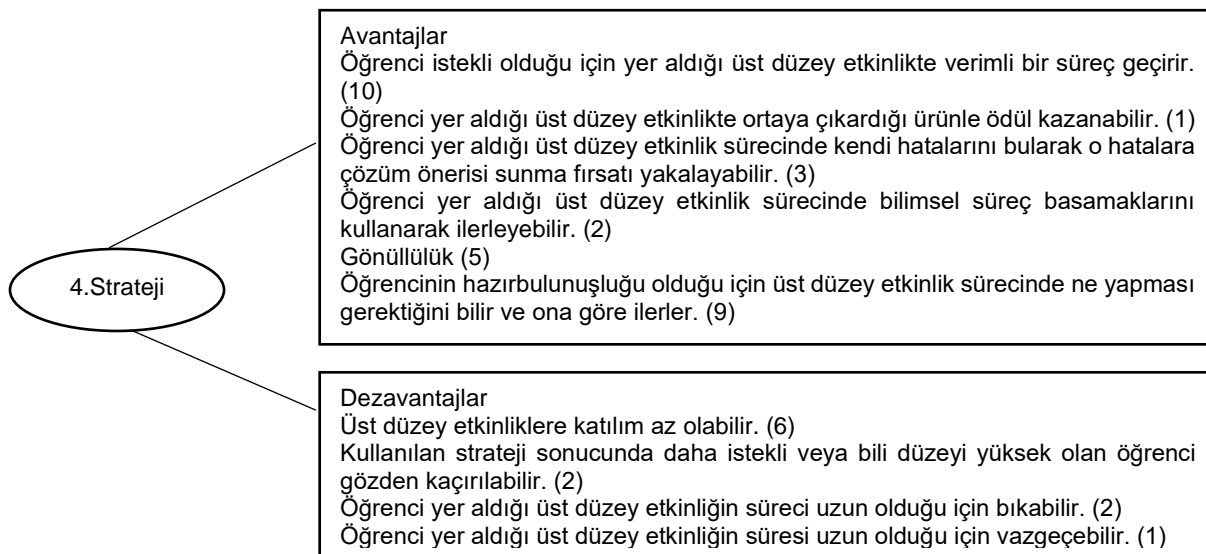 Avantajlar
Öğrenci istekli olduğu için yer aldığı üst düzey etkinlikte verimli bir süreç geçirir.
(10)
Öğrenci yer aldığı üst düzey etkinlikte ortaya çıkardığı ürünle ödül kazanabilir. (1)
Öğrenci yer aldığı üst düzey etkinlik sürecinde kendi hatalarını bularak o hatalara
çözüm önerisi sunma fırsatı yakalayabilir. (3)
Öğrenci yer aldığı üst düzey etkinlik sürecinde bilimsel süreç basamaklarını
kullanarak ilerleyebilir. (2)
Gönüllülük (5)
Öğrencinin hazırbulunuşluğu olduğu için üst düzey etkinlik sürecinde ne yapması
gerektiğini bilir ve ona göre ilerler. (9)
4.Strateji
Dezavantajlar
Üst düzey etkinliklere katılım az olabilir. (6)
Kullanılan strateji sonucunda daha istekli veya bili düzeyi yüksek olan öğrenci
gözden kaçırılabilir. (2)
Öğrenci yer aldığı üst düzey etkinliğin süreci uzun olduğu için bıkabilir. (2)
Öğrenci yer aldığı üst düzey etkinliğin süresi uzun olduğu için vazgeçebilir. (1)